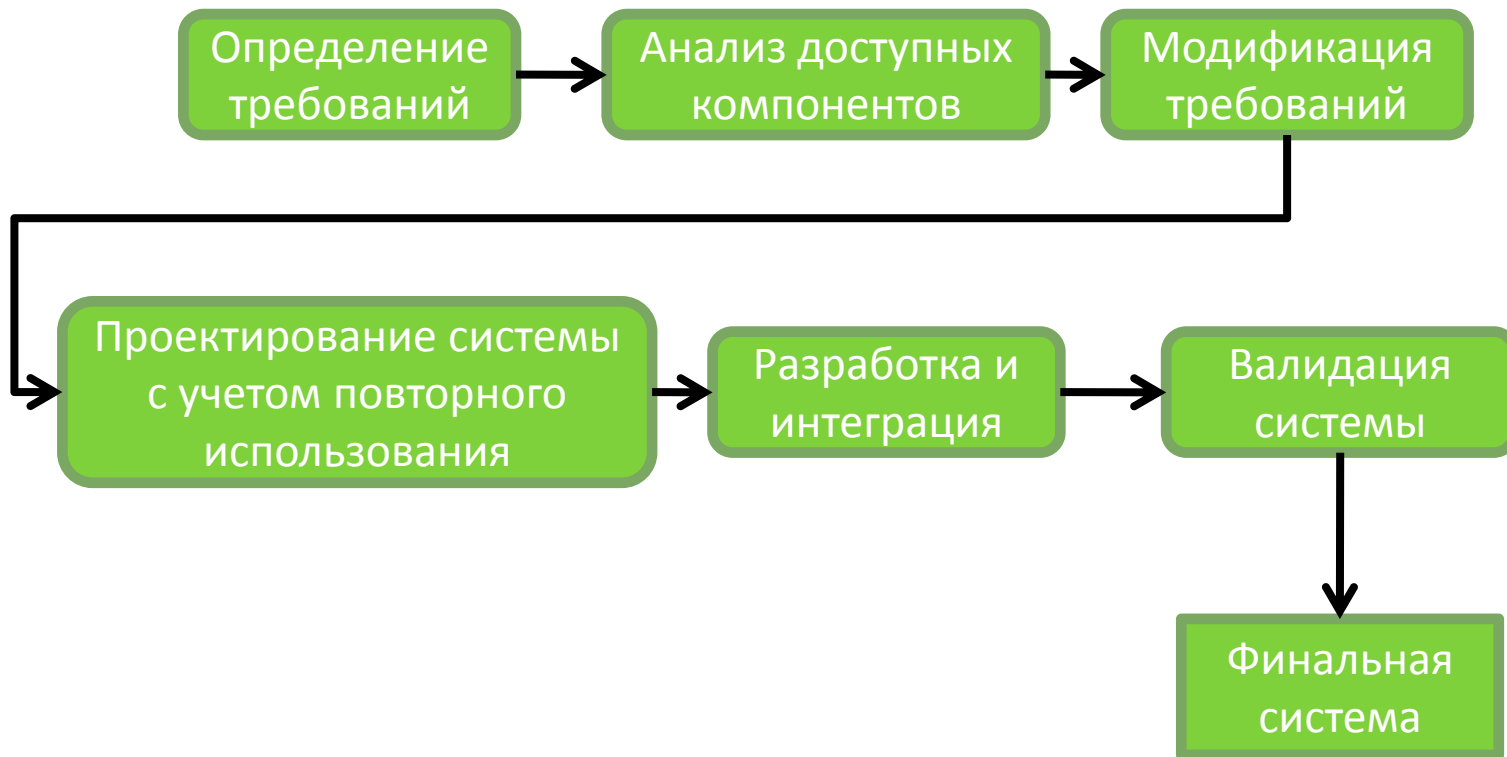 Определение
требований
Анализ доступных
компонентов
Модификация
требований
Проектирование системы
с учетом повторного
использования
Разработка и
интеграция
Валидация
системы
Финальная
система